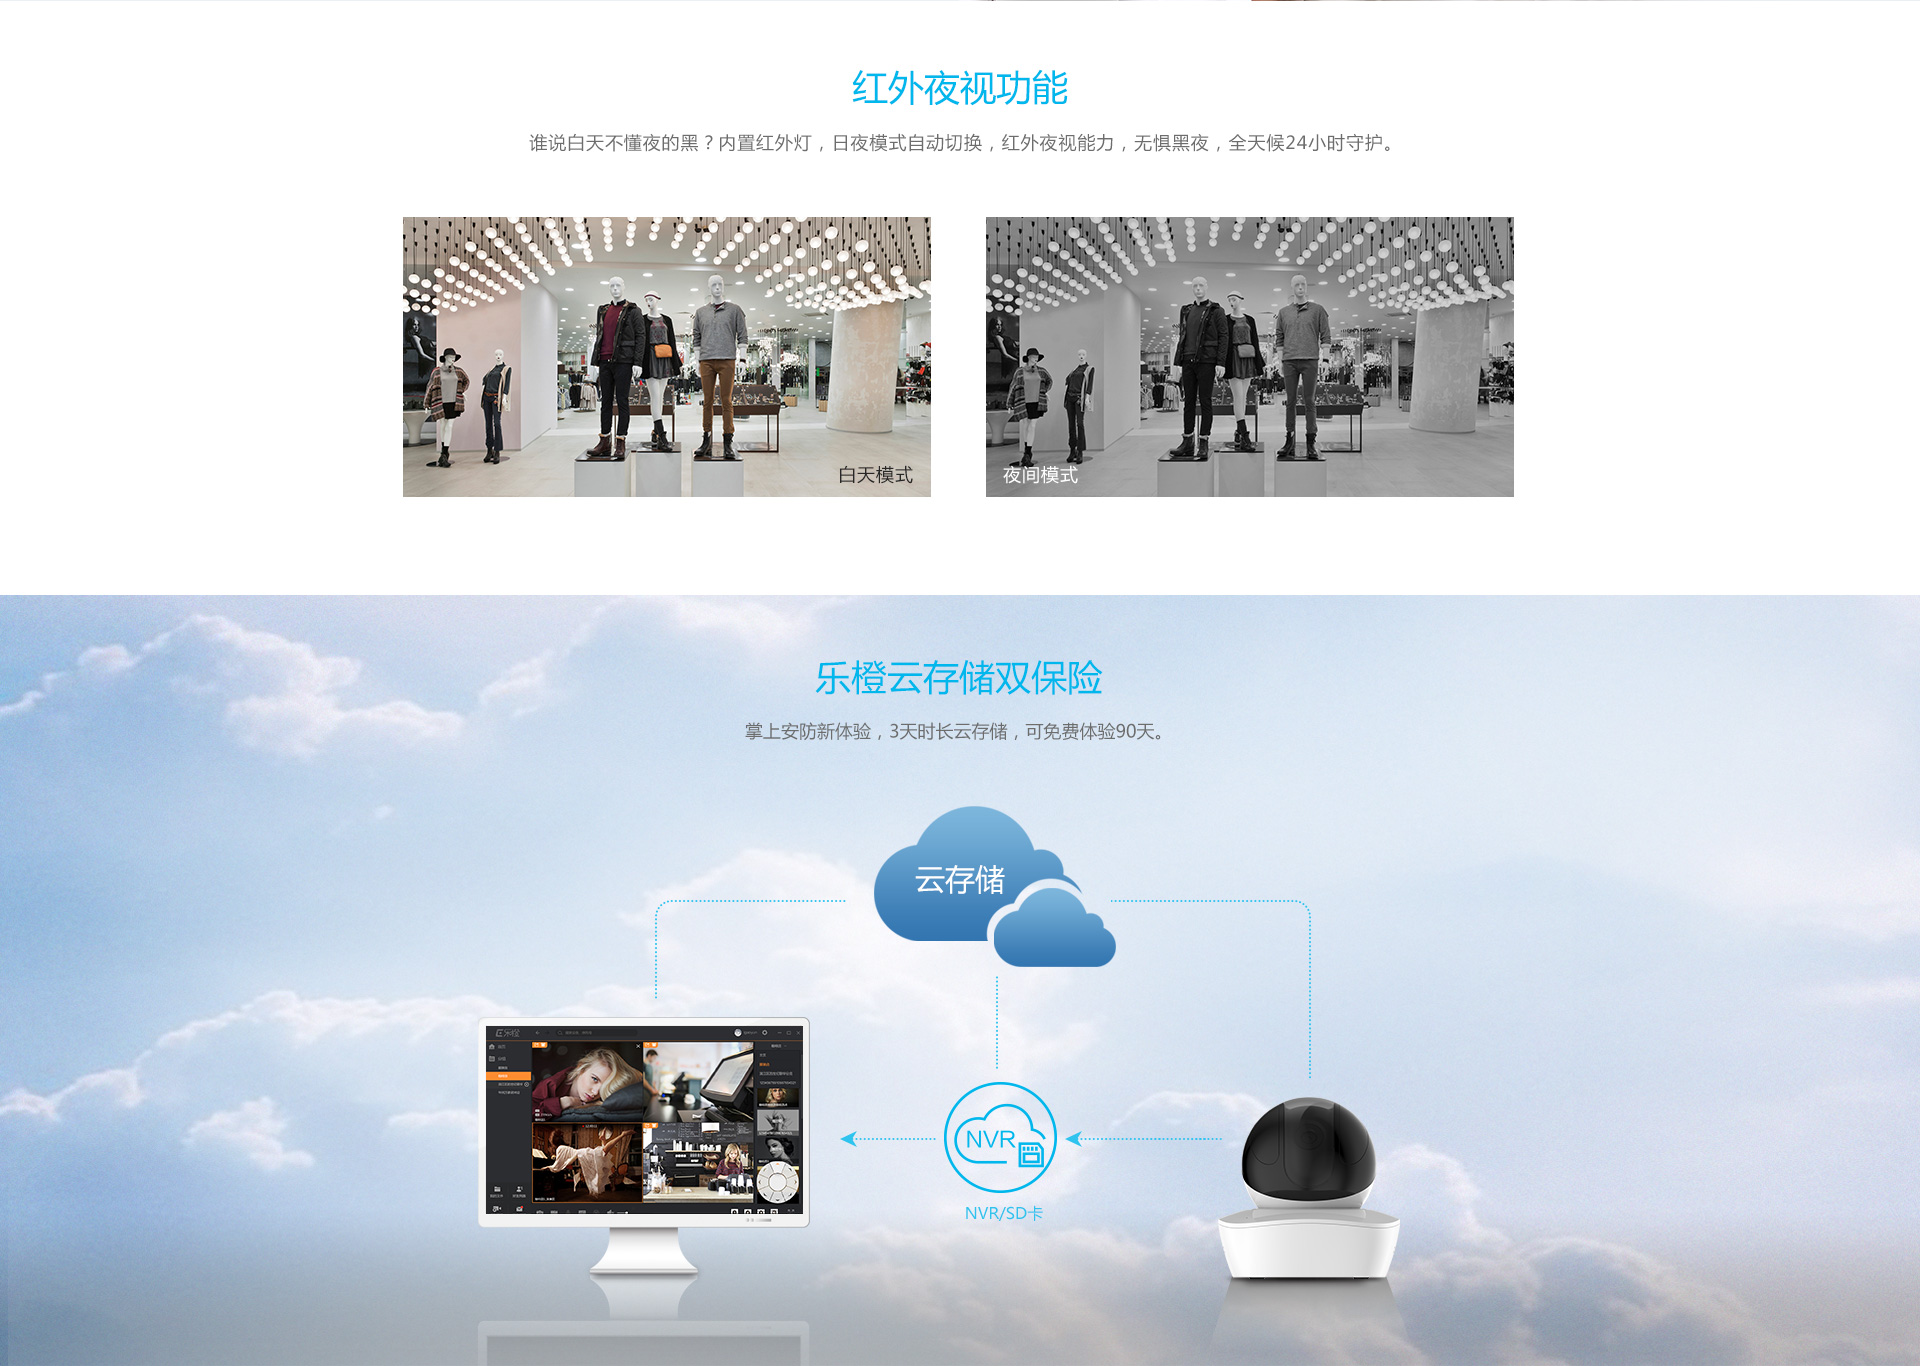 红外夜视功能
谁说白天不懂夜的黑？内置红外灯，日夜模式自动切换，红外夜视能力，无惧黑夜，全天候24小时守护。
白天模式
夜间模式
乐橙云存储双保险
掌上安防新体验，3天时长云存储，可免费体验90天。
云存储
乐橙
NVR
NVR/SD卡